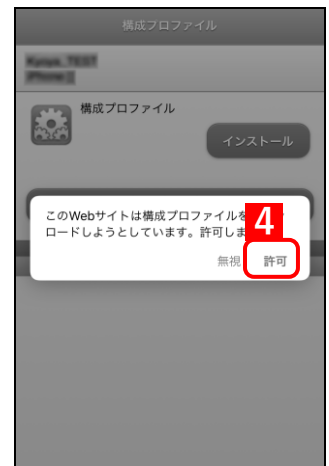 構成プロファイル
構成プロファイル
インストール
このWebサイトは構成プロファイルを
ロードしようとしています。許可しま
4
無視
許可